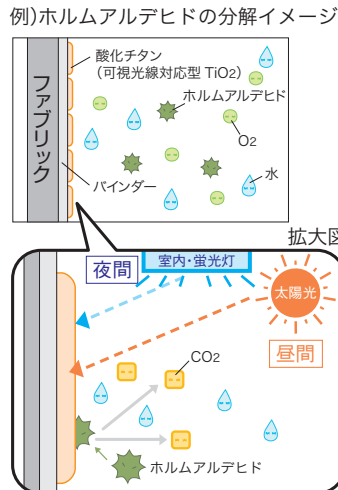 例)ホルムアルデヒドの分解イメージ
酸化チタン
(可視光線対応型 TiO2)
ホルムアルデヒド
O2
ファブリック
水
バインダー
拡大図
夜間
室内・蛍光灯
太陽光
昼間
CO2
ホルムアルデヒド